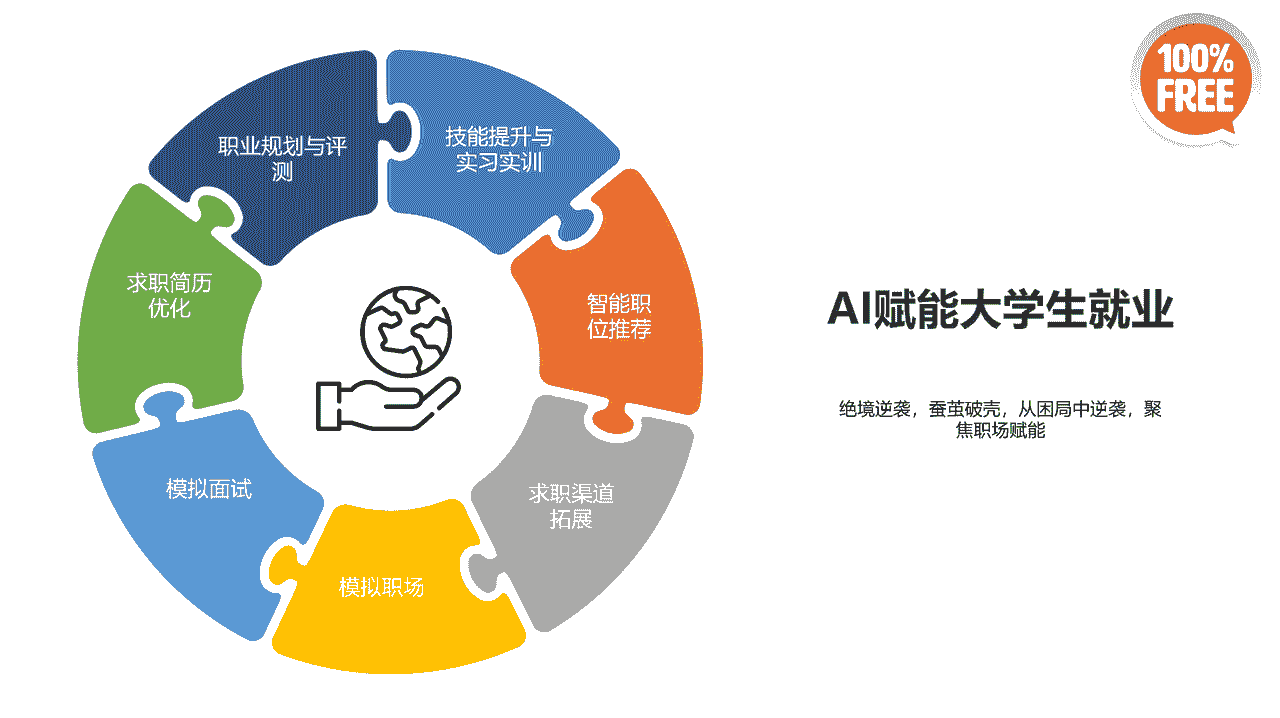 100%
FREE
职业规划与评
测
技能提升与
实习实训
求职简历
优化
智能职
位推荐
模拟面试
求职渠道
拓展
模拟职场
AI赋能大学生就业
绝境逆袭，蚕茧破壳，从困局中逆袭，聚
焦职场赋能